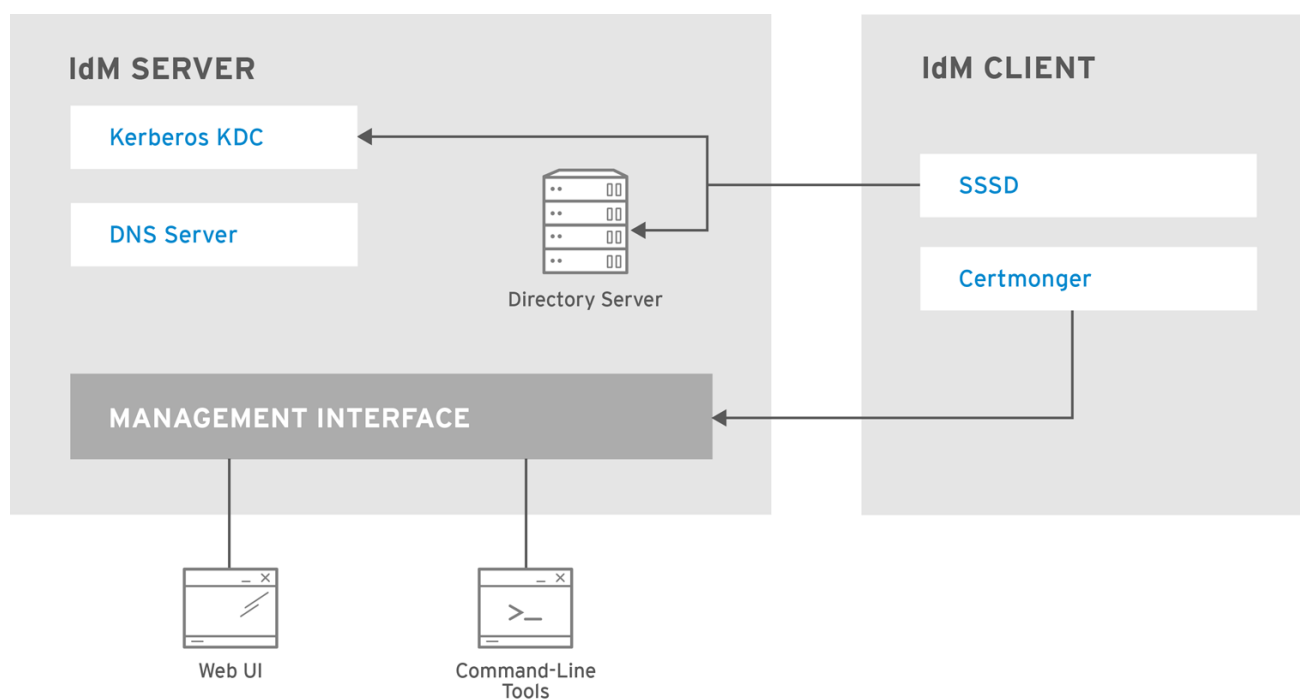 IdM SERVER
Kerberos KDC
DNS Server
Directory Server
MANAGEMENT INTERFACE
Web UI
>_
Command-Line
Tools
IdM CLIENT
SSSD
Certmonger